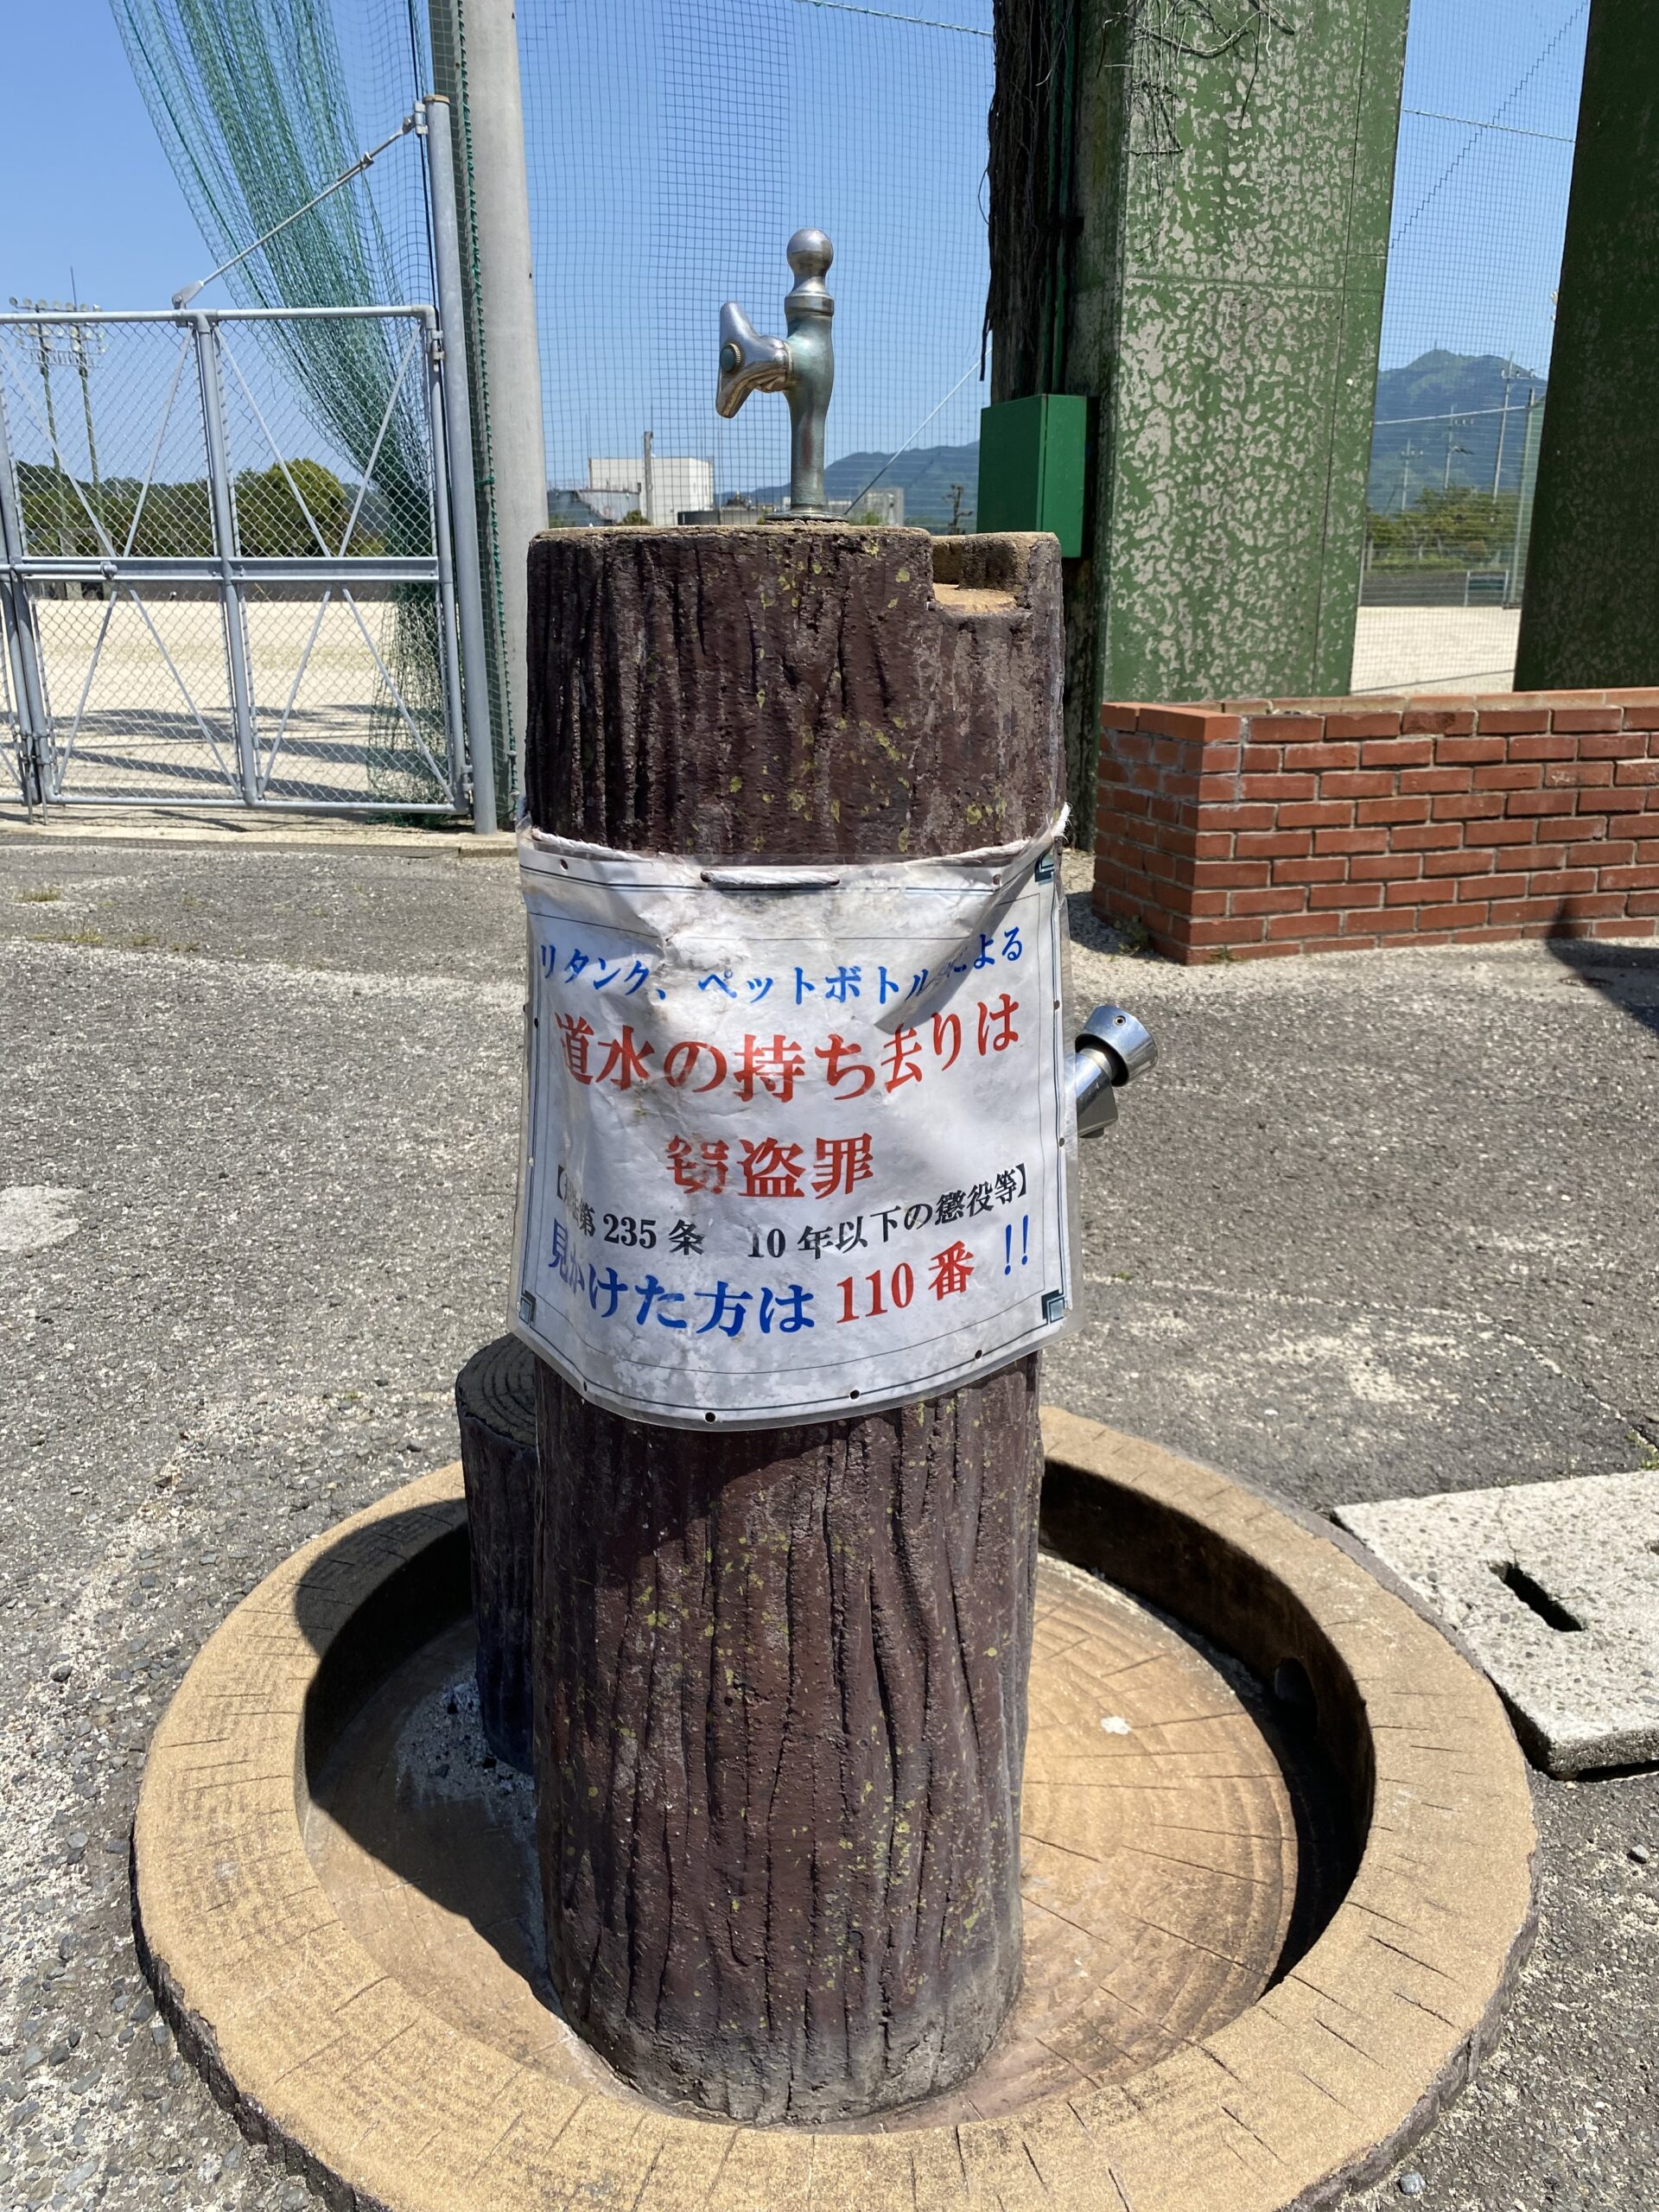 リタンク、ペットボトル による
道水の持ち去りは
窃盗罪
第235条 10年以下の懲役等】
見かけた方は110番!!